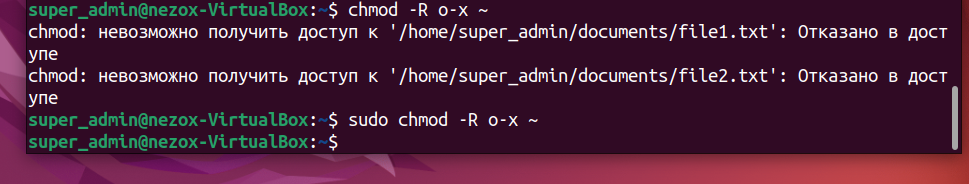 super_admin@nezox-VirtualBox:~$ chmod -R o-x ~
chmod: невозможно получить доступ к '/home/super_admin/documents/file1.txt': Отказано в дост
упе
chmod: невозможно получить доступ к '/home/super_admin/documents/file2.txt': Отказано в дост
упе
super_admin@nezox-VirtualBox:~$ sudo chmod -R o-x ~
super_admin@nezox-VirtualBox:~$